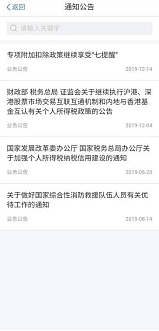 返回
通知公告
请输入关键字
专项附加扣除政策继续享受“七提醒”
业务公告
2019-12-14
财政部 税务总局 证监会关于继续执行沪港、深
港股票市场交易互联互通机制和内地与香港基
金互认有关个人所得税政策的公告
业务公告
2019-12-04
国家发展改革委办公厅 国家税务总局办公厅关
于加强个人所得税纳税信用建设的通知
业务公告
2019-08-20
关于做好国家综合性消防救援队伍人员有关优
待工作的通知
业务公告
2019-08-14